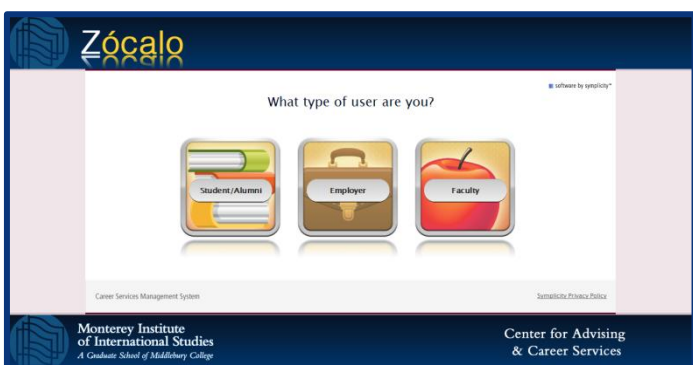 Zócalo
software by symplicity™
What type of user are you?
Student/Alumni
Employer
Faculty
Career Services Management System
Symplicity Privacy Policy
Monterey Institute
of International Studies
A Graduate School of Middlebury College
Center for Advising
& Career Services